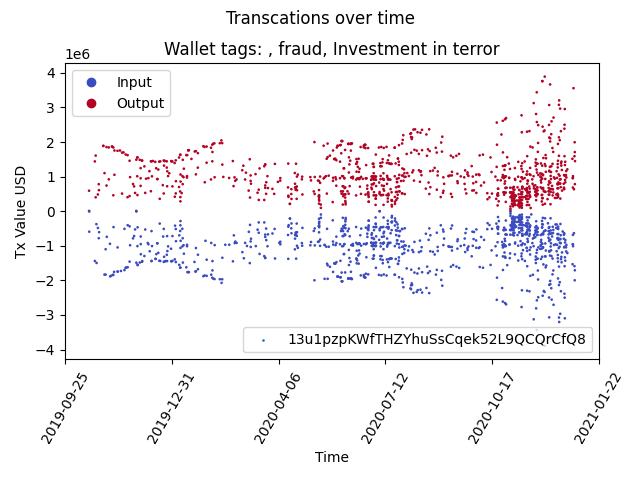 Transcations over time
Wallet tags: , fraud, Investment in terror
1e6
Input
Output
4
3
2
1
0
−1
−2
−3
−4
Tx Value USD
13u1pzpKWfTHZYhuSsCqek52L9QCQrCfQ8
2019-09-25
2019-12-31
2020-04-06
2020-07-12
2020-10-17
2021-01-22
Time